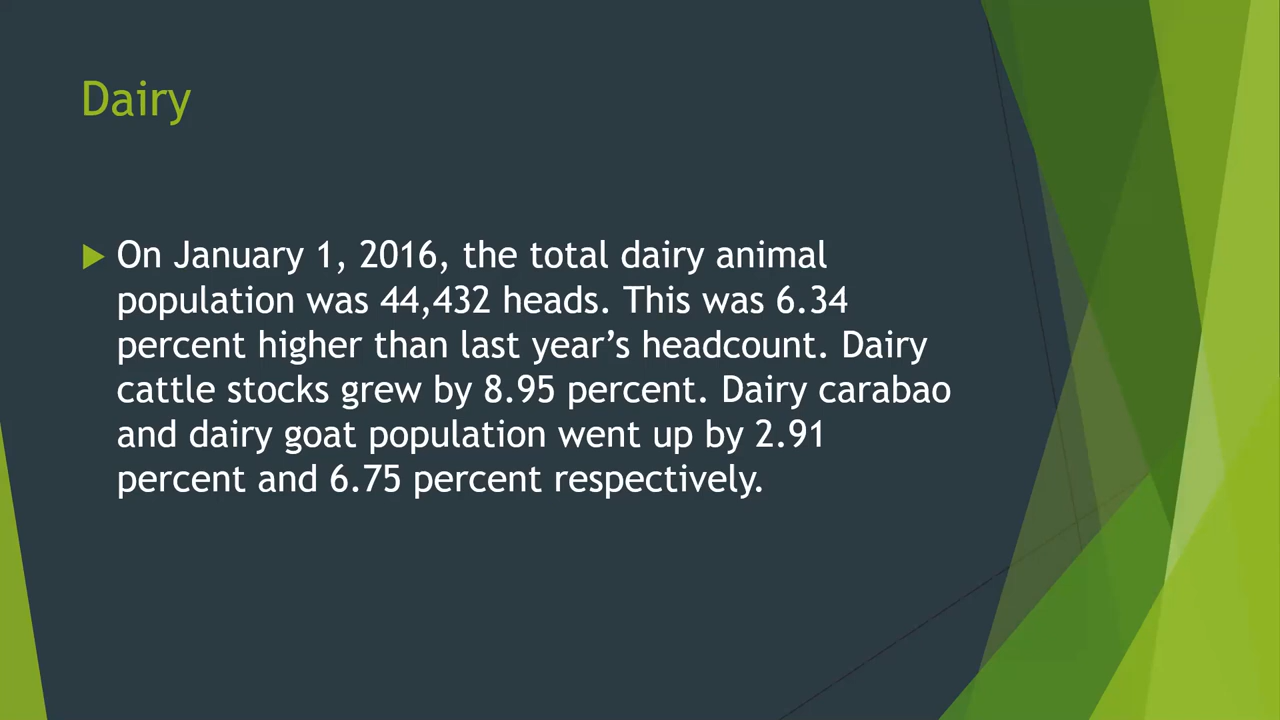 Dairy
On January 1, 2016, the total dairy animal
population was 44,432 heads. This was 6.34
percent higher than last year’s headcount. Dairy
cattle stocks grew by 8.95 percent. Dairy carabao
and dairy goat population went up by 2.91
percent and 6.75 percent respectively.